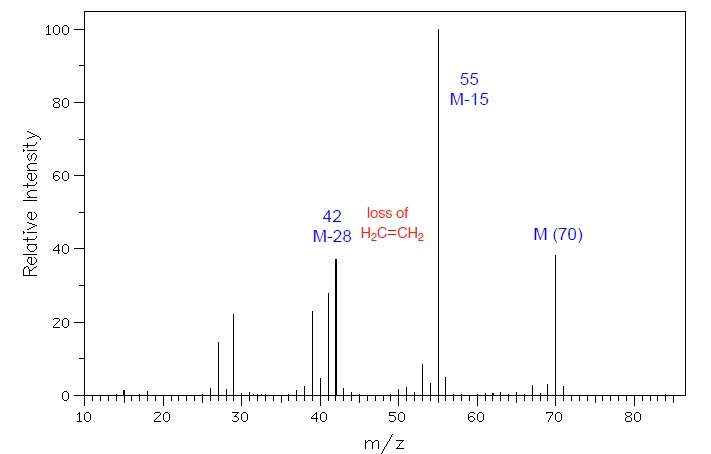 100
80
60
40
20
0
Relative Intensity
55
M-15
42
M-28
loss of
H₂C=CH₂
M (70)
10 20 30 40 50 60 70 80
m/z